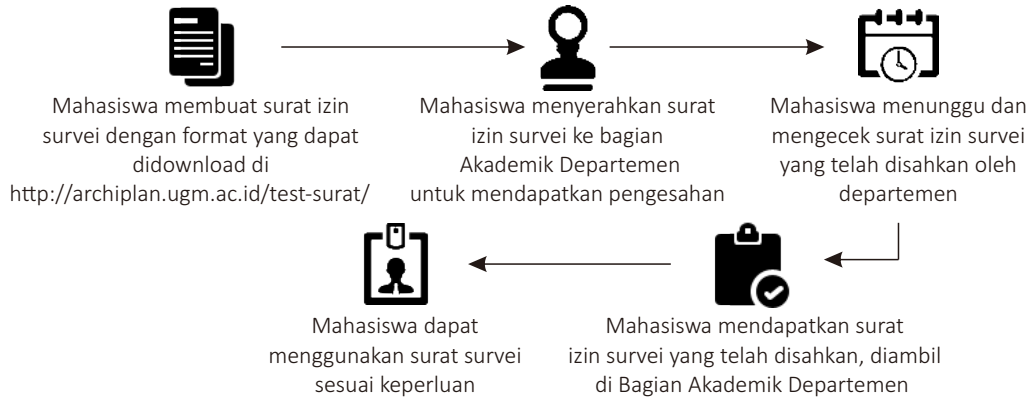 Mahasiswa membuat surat izin
survei dengan format yang dapat
didownload di
http://archiplan.ugm.ac.id/test-surat/
Mahasiswa menyerahkan surat
izin survei ke bagian
Akademik Departemen
untuk mendapatkan pengesahan
Mahasiswa menunggu dan
mengecek surat izin survei
yang telah disahkan oleh
departemen
Mahasiswa mendapatkan surat
izin survei yang telah disahkan, diambil
di Bagian Akademik Departemen
Mahasiswa dapat
menggunakan surat survei
sesuai keperluan